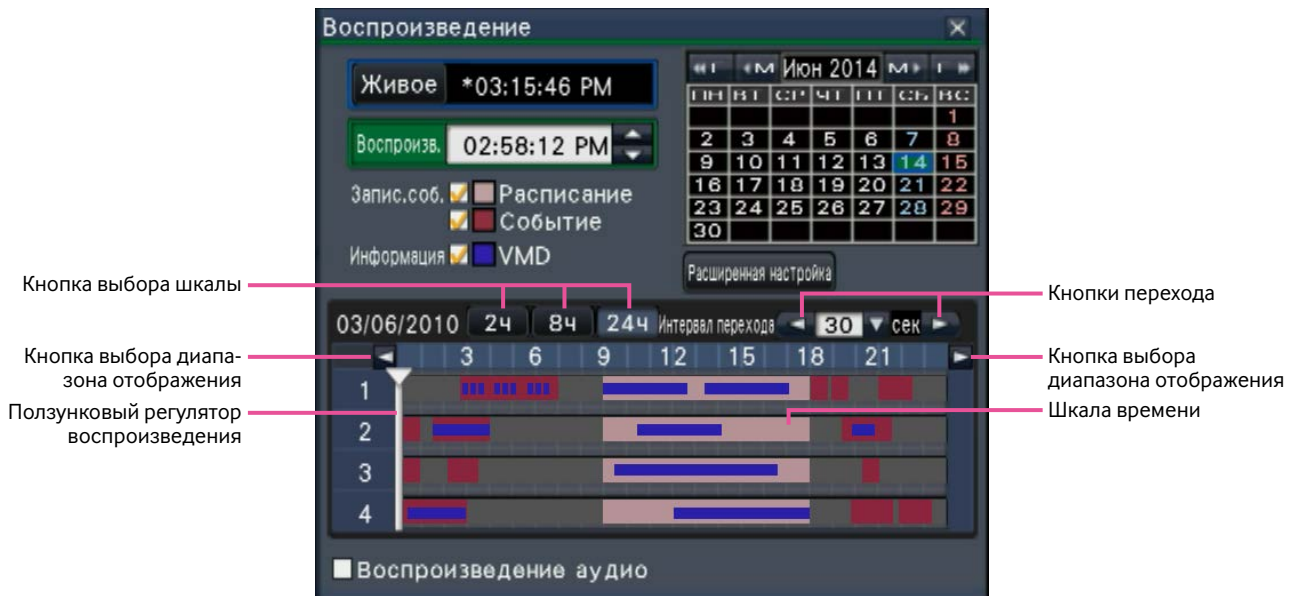 Воспроизведение
Живое *03:15:46 PM
Воспроизв. 02:58:12 PM
Запис.соб. Расписание
Событие
Информация VMD
М Июн 2014 М
ПН ВТ СР ЧТ ПТ СБ ВС
1
2 3 4 5 6 7 8
9 10 11 12 13 14 15
16 17 18 19 20 21 22
23 24 25 26 27 28 29
30
Расширенная настройка
Кнопка выбора шкалы
Кнопки перехода
03/06/2010 2ч 8ч 24ч Интервал перехода 30 сек
Кнопка выбора диапа-
зона отображения
3 6 9 12 15 18 21
Кнопка выбора
диапазона отображения
Ползунковый регулятор
воспроизведения
Шкала времени
1
2
3
4
Воспроизведение аудио